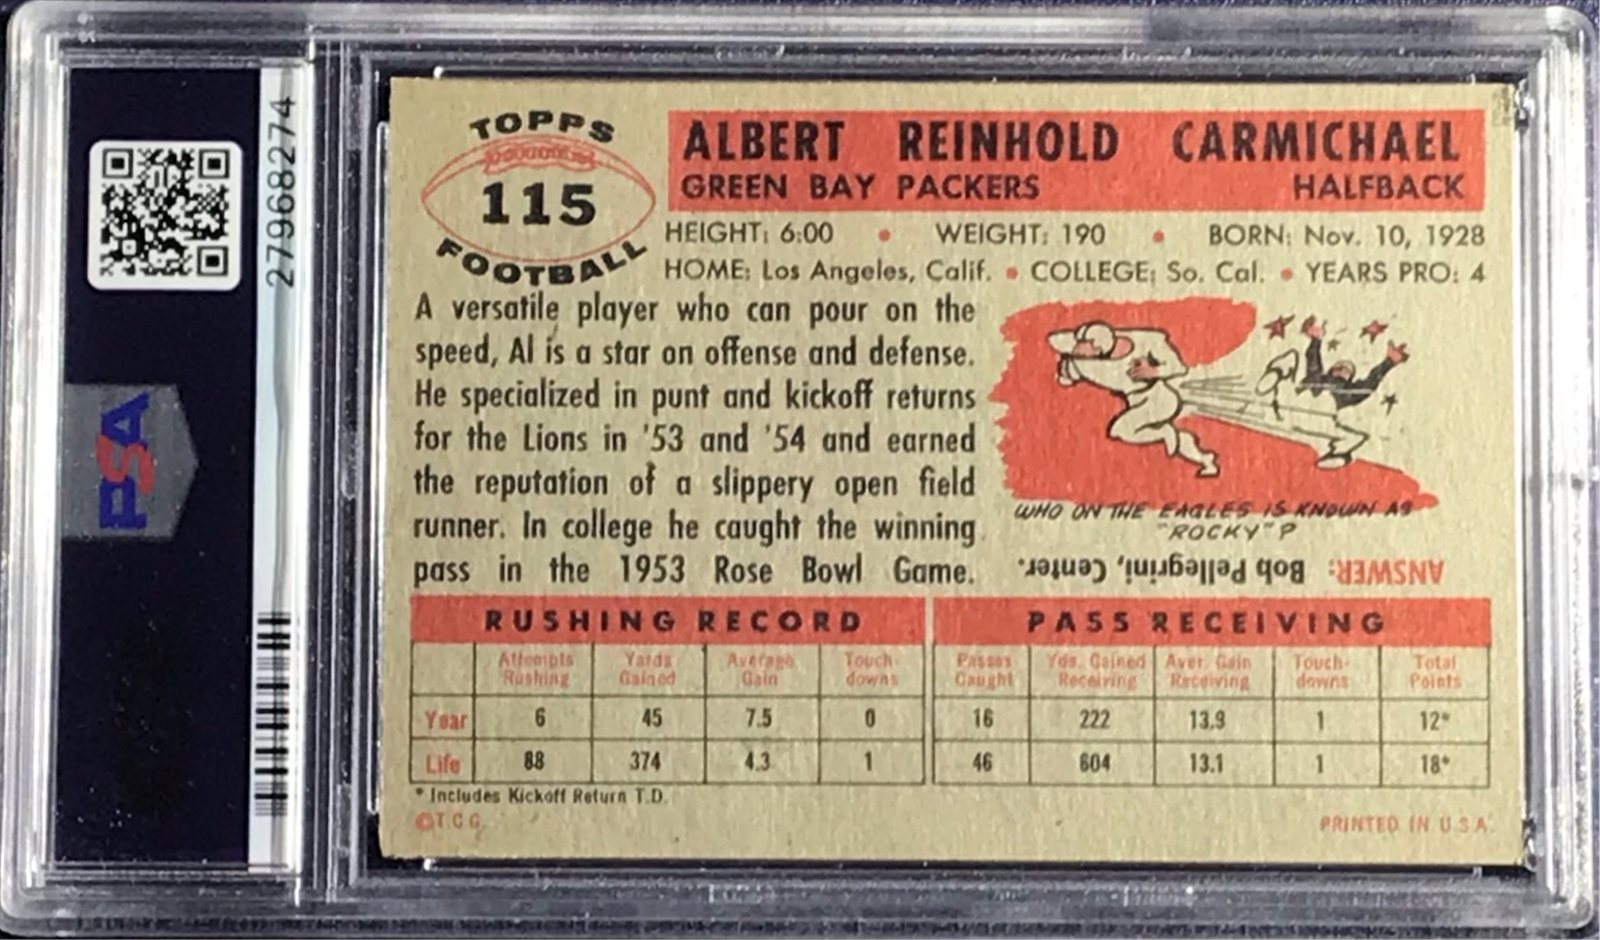 PSA
27968274
TOPPS
115
FOOTBALL
ALBERT REINHOLD CARMICHAEL
GREEN BAY PACKERS HALFBACK
HEIGHT: 6:00 • WEIGHT: 190 • BORN: Nov. 10, 1928
HOME: Los Angeles, Calif. • COLLEGE: So. Cal. • YEARS PRO: 4
A versatile player who can pour on the
speed, Al is a star on offense and defense.
He specialized in punt and kickoff returns
for the Lions in '53 and '54 and earned
the reputation of a slippery open field
runner. In college he caught the winning
pass in the 1953 Rose Bowl Game.
WHO ON THE EAGLES IS KNOWN AS
"ROCKY"?
ANSWER: Bob Pellegrini, Center.
RUSHING RECORD PASS RECEIVING
Attempts Yards Average Touch- Passes Yds. Gained Aver. Gain Touch- Total
Rushing Gained Gain downs Caught Receiving Receiving downs Points
Year 6 45 7.5 0 16 222 13.9 1 12*
Life 88 374 4.3 1 46 604 13.1 1 18*
* Includes Kickoff Return T.D.
©T.C.G. PRINTED IN U.S.A.